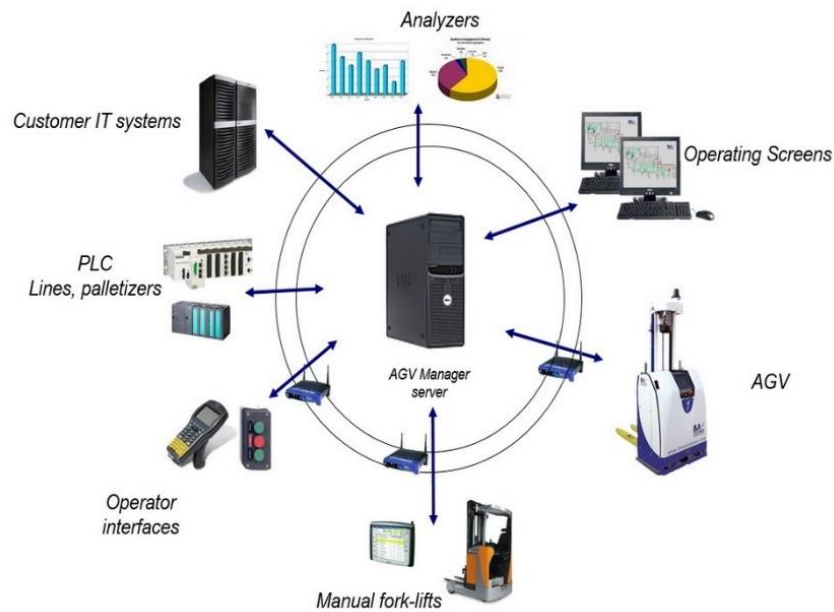 Analyzers
Customer IT systems
Operating Screens
PLC
Lines, palletizers
AGV Manager
server
AGV
Operator
interfaces
Manual fork-lifts